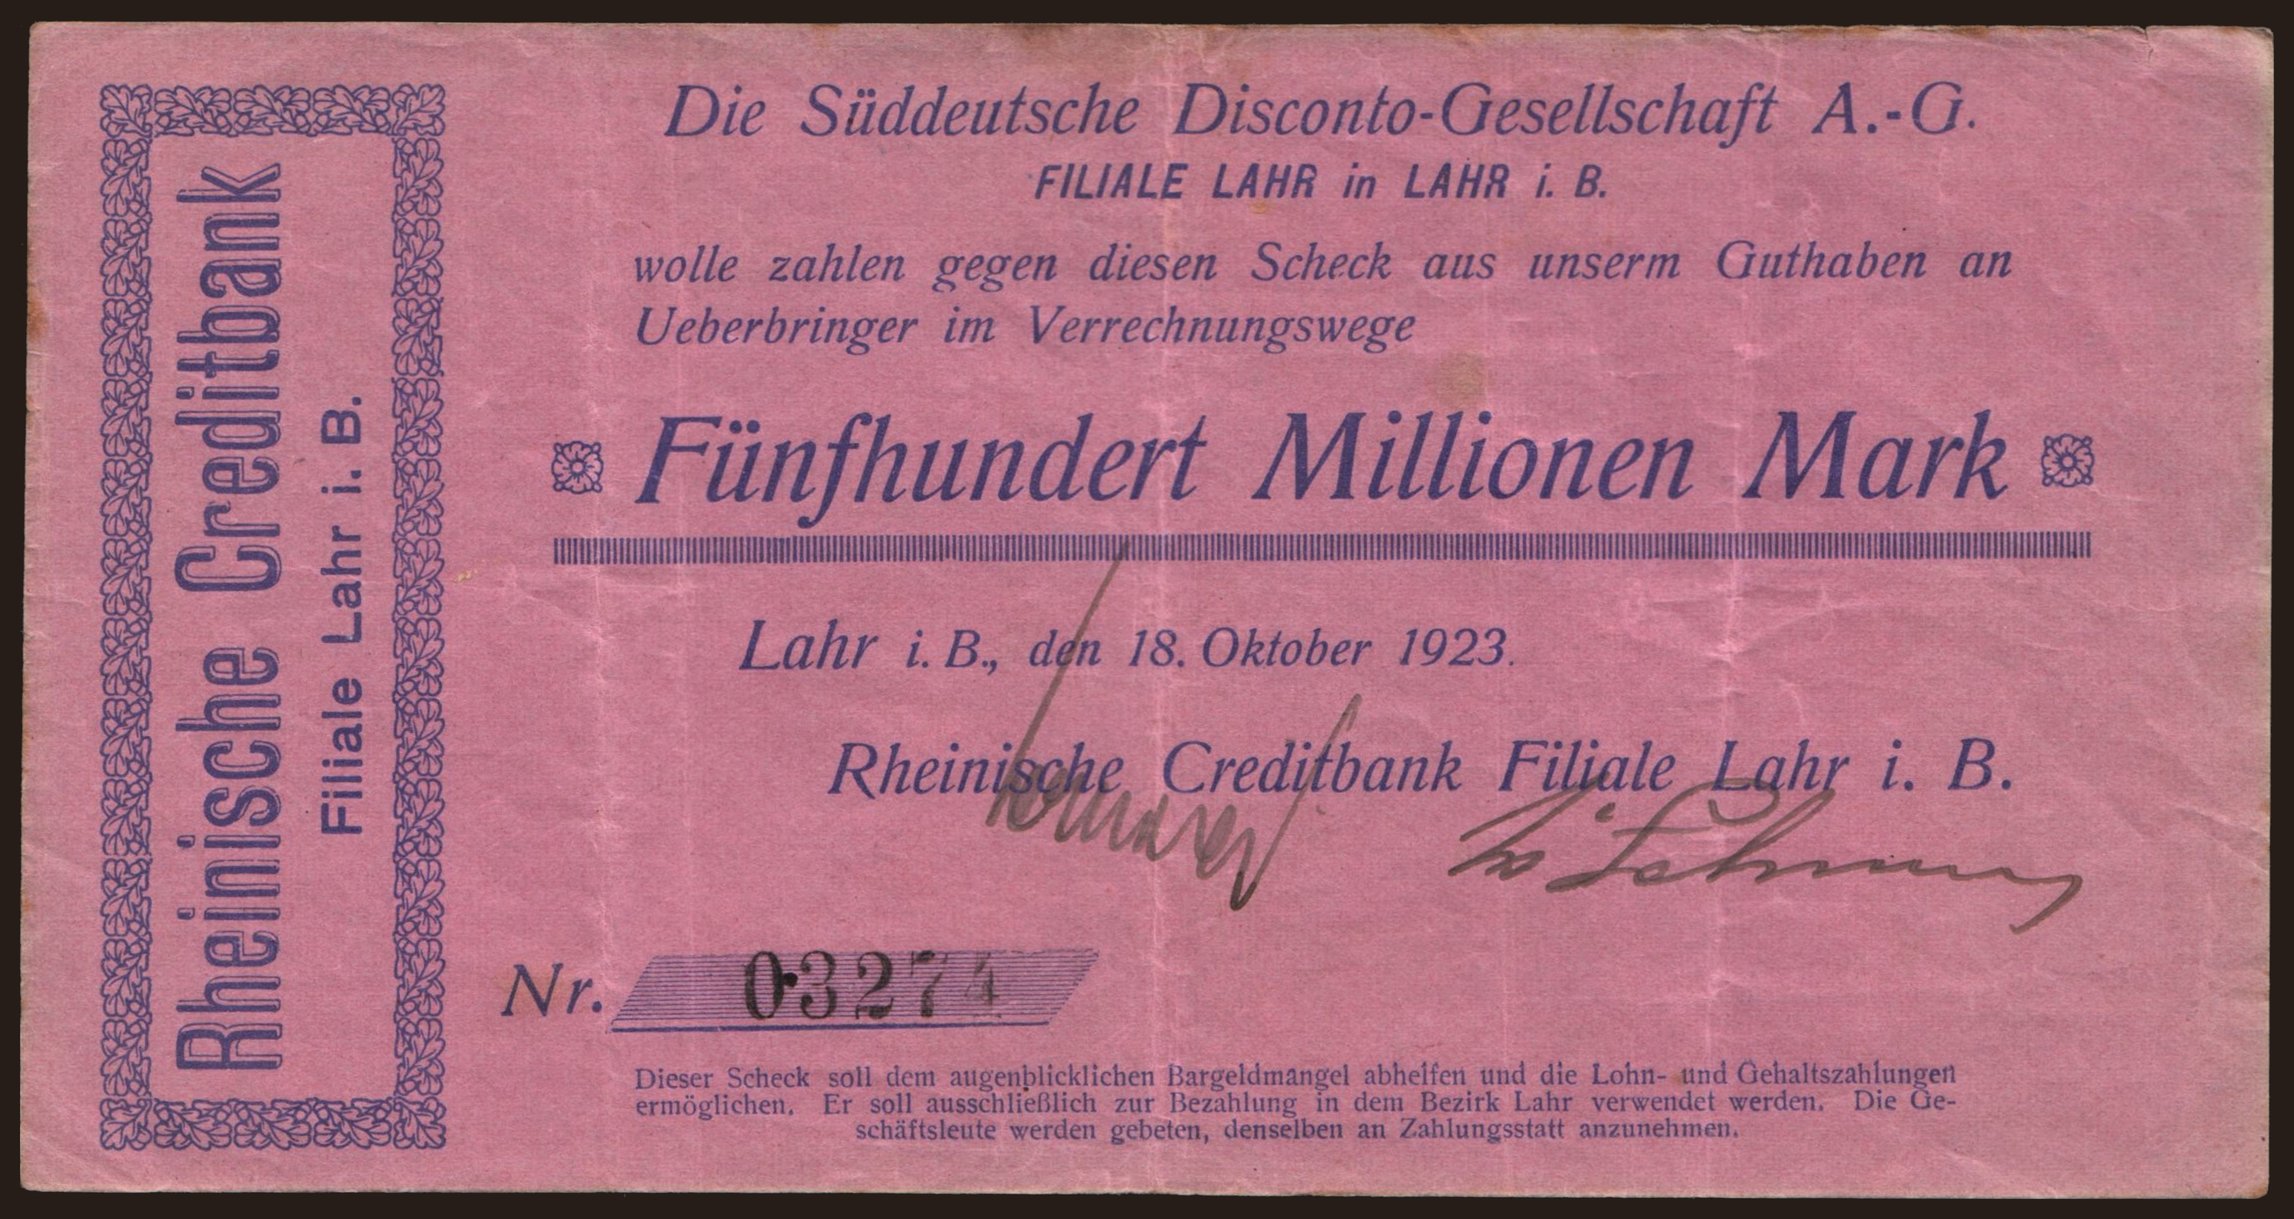 Rheinische Creditbank
Filiale Lahr i. B.
Die Süddeutsche Disconto-Gesellschaft A.-G.
FILIALE LAHR in LAHR i. B.
wolle zahlen gegen diesen Scheck aus unserm Guthaben an
Ueberbringer im Verrechnungswege
Fünfhundert Millionen Mark
Lahr i. B., den 18. Oktober 1923.
Rheinische Creditbank Filiale Lahr i. B.
Nr. 03274
Dieser Scheck soll dem augenblicklichen Bargeldmangel abhelfen und die Lohn- und Gehaltszahlungen
ermöglichen. Er soll ausschließlich zur Bezahlung in dem Bezirk Lahr verwendet werden. Die Ge-
schäftsleute werden gebeten, denselben an Zahlungsstatt anzunehmen.